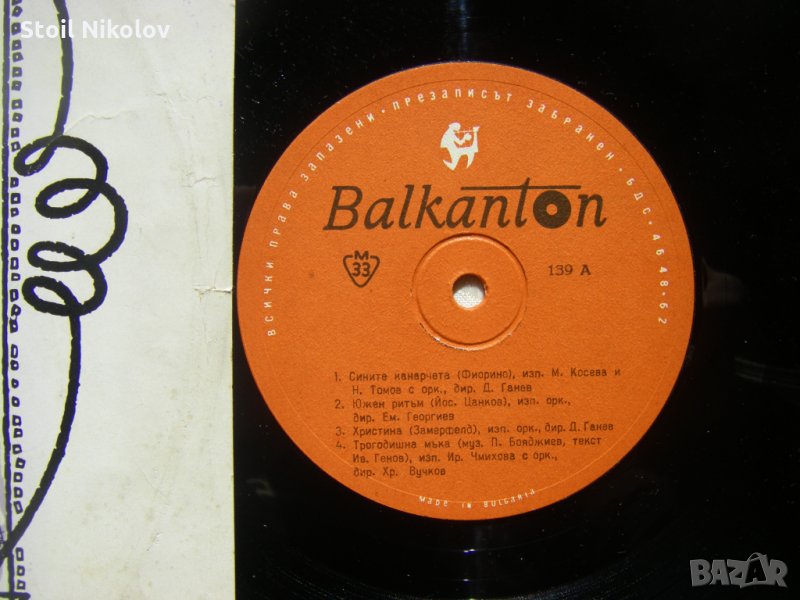 Stoil Nikolov
ВСИЧКИ ПРАВА ЗАПАЗЕНИ • ПРЕЗАПИСЪТ ЗАБРАНЕН • БДС • 4648-62
Balkanton
M
33
139 А
1. Сините канарчета (Фиорино), изп. М. Косева и
Н. Томов с орк., дир. Д. Ганев
2. Южен ритъм (Йос. Цанков), изп. орк.,
дир. Ем. Георгиев
3. Христина (Замерфелд), изп. орк., дир. Д. Ганев
4. Трогодишна мъка (муз. П. Бояджиев, текст
Ив. Генов), изп. Ир. Чмихова с орк.,
дир. Хр. Вучков
MADE IN BULGARIA
BAZAR